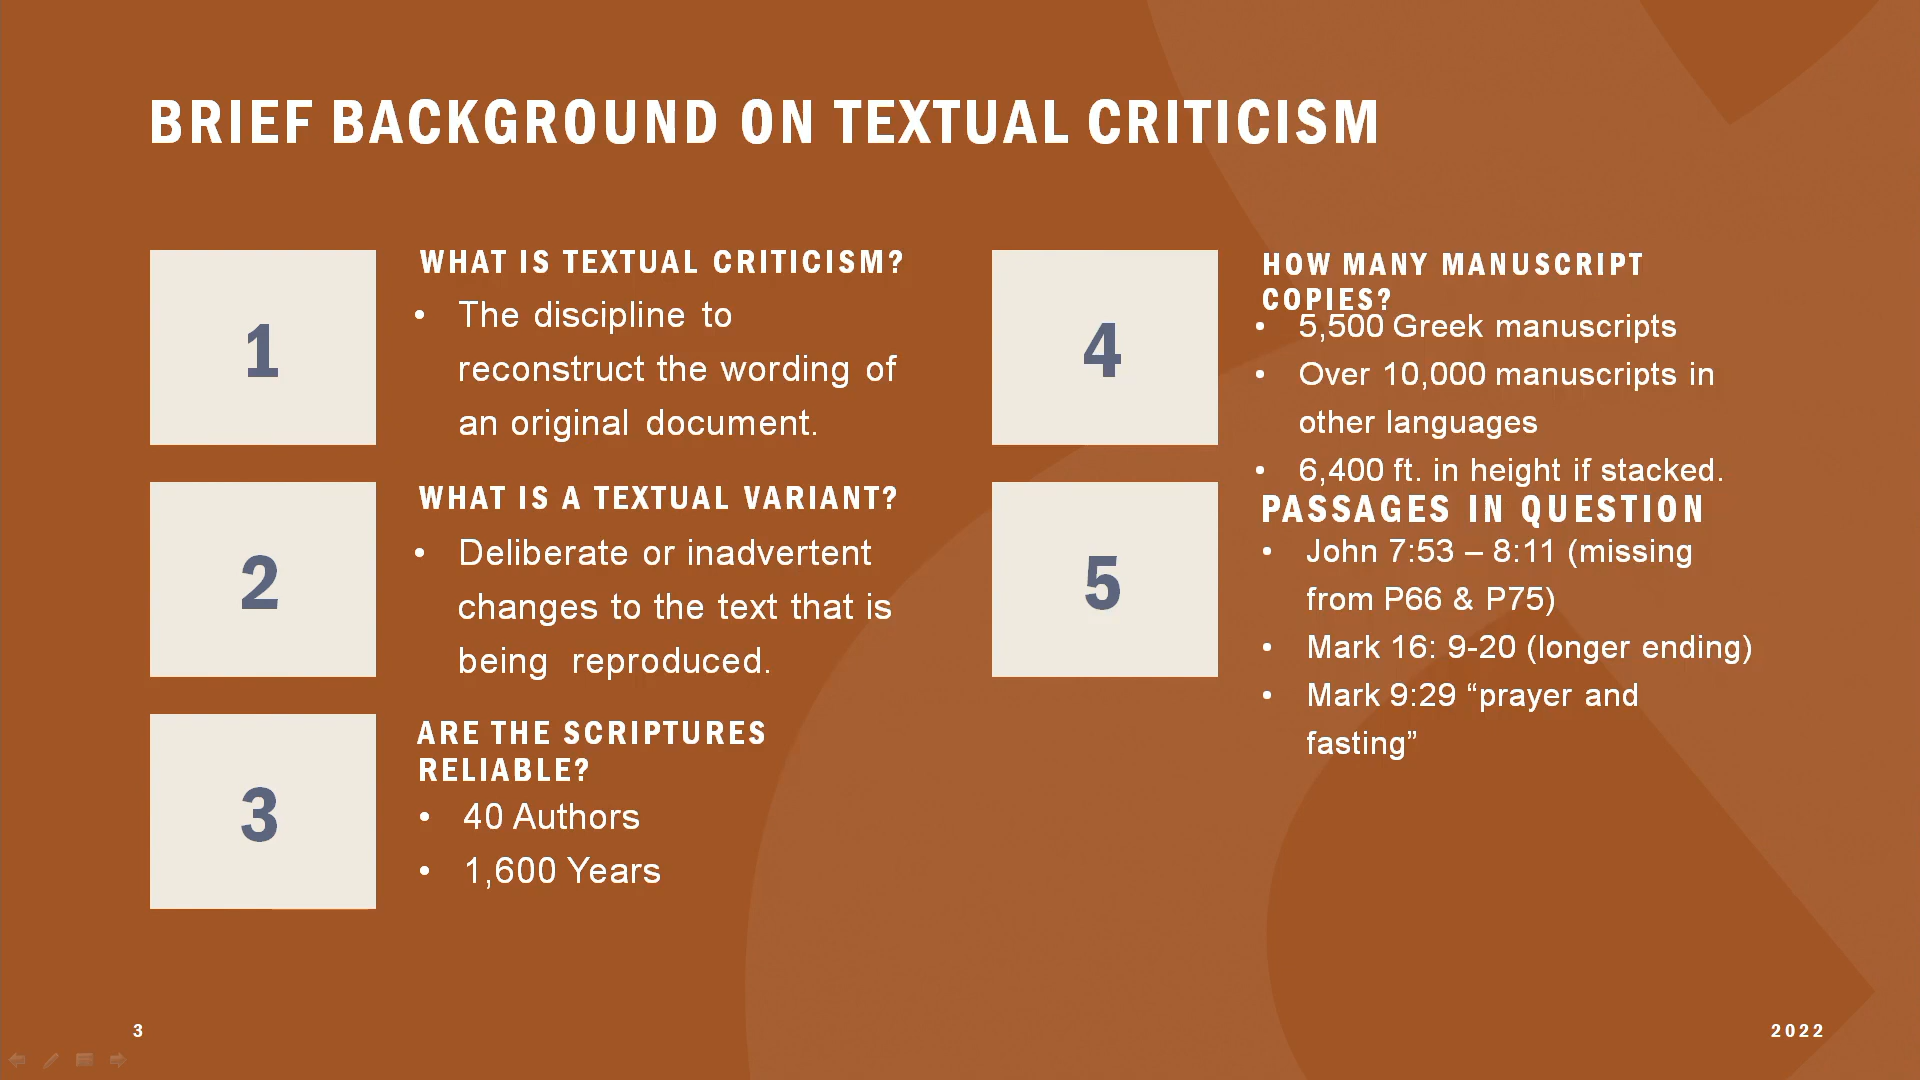 BRIEF BACKGROUND ON TEXTUAL CRITICISM
1
WHAT IS TEXTUAL CRITICISM?
• The discipline to
reconstruct the wording of
an original document.
2
WHAT IS A TEXTUAL VARIANT?
• Deliberate or inadvertent
changes to the text that is
being reproduced.
3
ARE THE SCRIPTURES
RELIABLE?
• 40 Authors
• 1,600 Years
4
HOW MANY MANUSCRIPT
COPIES?
• 5,500 Greek manuscripts
• Over 10,000 manuscripts in
other languages
• 6,400 ft. in height if stacked.
5
PASSAGES IN QUESTION
• John 7:53 – 8:11 (missing
from P66 & P75)
• Mark 16: 9-20 (longer ending)
• Mark 9:29 “prayer and
fasting”
3
2022